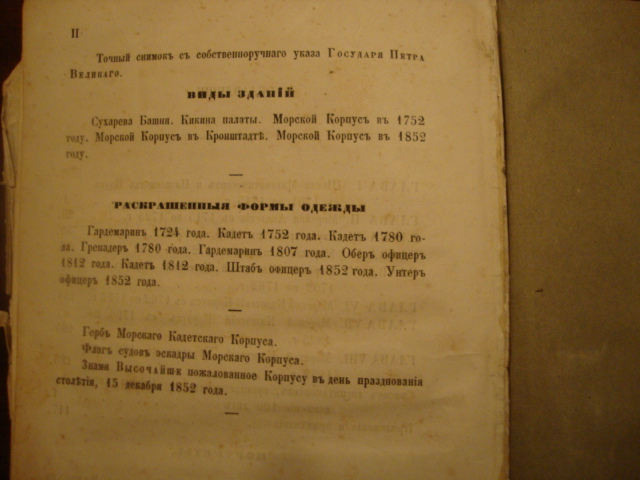 II
Точный снимокъ съ собственноручнаго указа Государя Петра
Великаго.
ВИДЫ ЗДАНІЙ
Сухарева Башня. Кикина палаты. Морской Корпусъ въ 1752
году. Морской Корпусъ въ Кронштадтѣ. Морской Корпусъ въ 1852
году.
РАСКРАШЕННЫЯ ФОРМЫ ОДЕЖДЫ
Гардемаринъ 1724 года. Кадетъ 1752 года. Кадетъ 1780 го-
да. Гренадеръ 1780 года. Гардемаринъ 1807 года. Оберъ офицеръ
1812 года. Кадетъ 1812 года. Штабъ офицеръ 1852 года. Унтеръ
офицеръ 1852 года.
Гербъ Морскаго Кадетскаго Корпуса.
Флагъ судовъ эскадры Морскаго Корпуса.
Знамя Высочайше пожалованное Корпусу въ день празднованія
столѣтія, 15 декабря 1852 года.